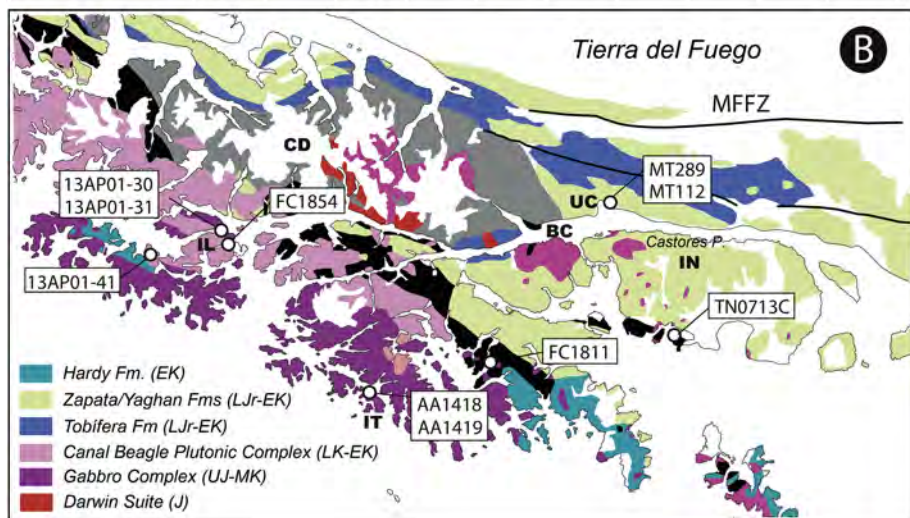 Tierra del Fuego
B
MFFZ
CD
MT289
MT112
13AP01-30
13AP01-31
FC1854
UC
BC
Castores P.
IL
IN
13AP01-41
TN0713C
FC1811
Hardy Fm. (EK)
Zapata/Yaghan Fms (LJr-EK)
AA1418
AA1419
IT
Tobífera Fm (LJr-EK)
Canal Beagle Plutonic Complex (LK-EK)
Gabbro Complex (UJ-MK)
Darwin Suite (J)